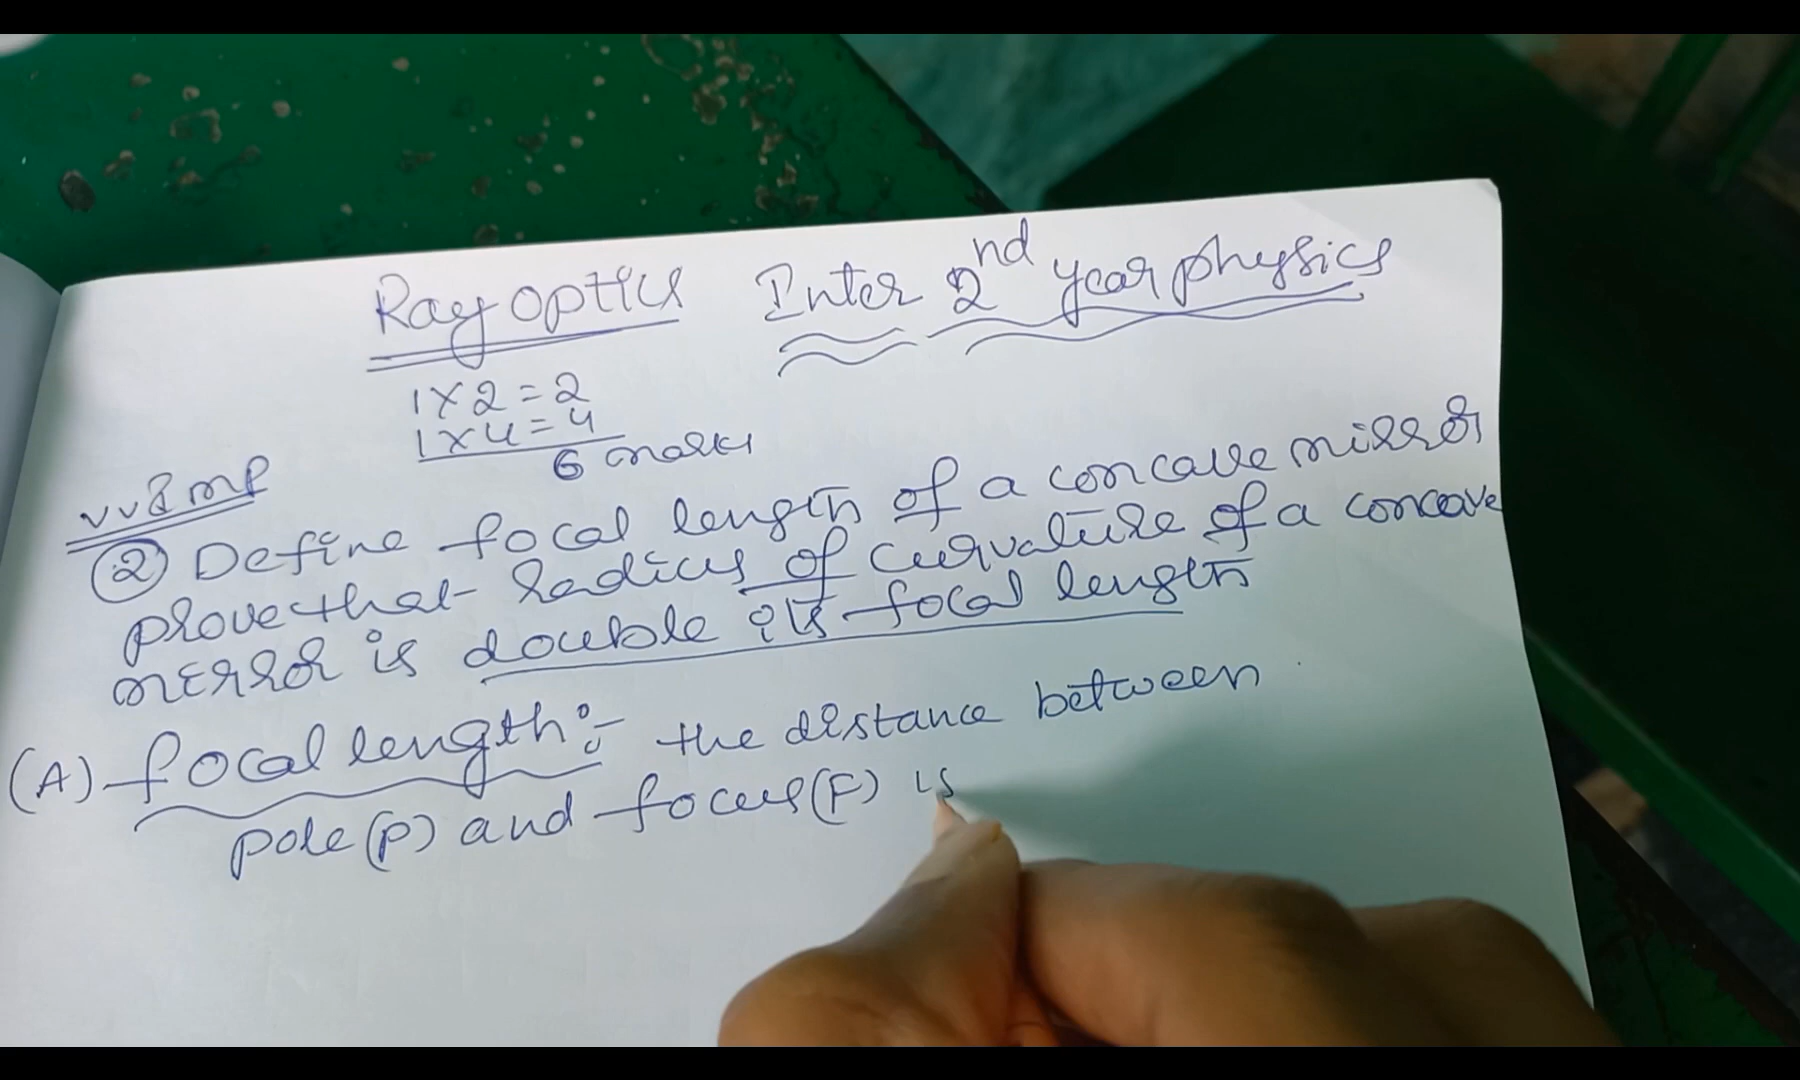 Ray optics Inter 2nd year physics
1 x 2 = 2
1 x 4 = 4
6 marks
vvImp
(2) Define focal length of a concave mirror
prove that radius of curvature of a concave
mirror is double its focal length
(A) focal length :- the distance between
pole (P) and focus (F) is